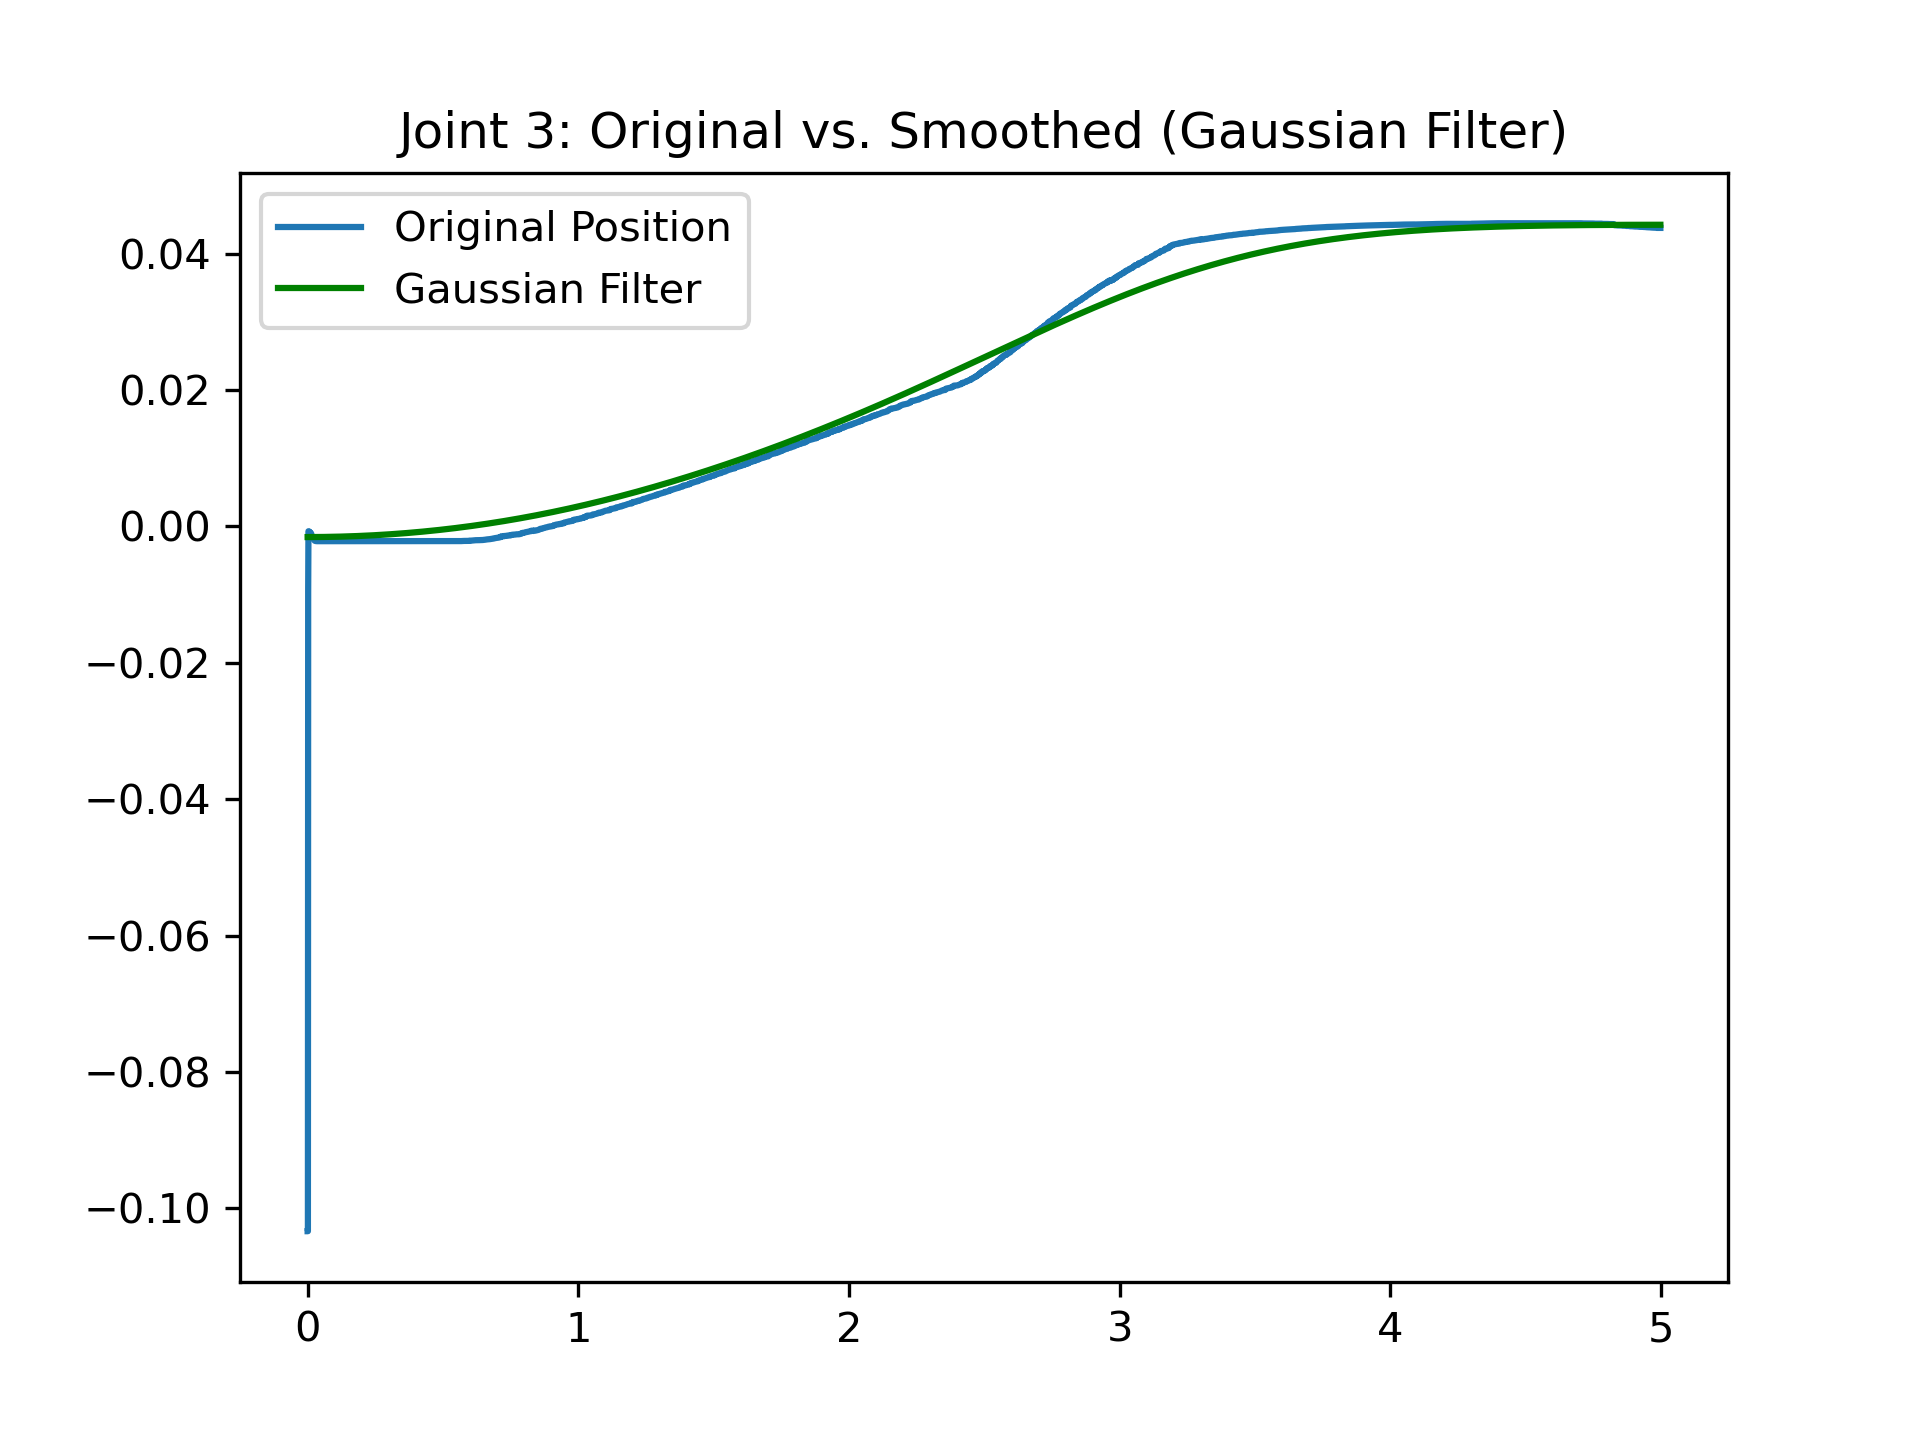 Joint 3: Original vs. Smoothed (Gaussian Filter)
Original Position
Gaussian Filter
0.04
0.02
0.00
−0.02
−0.04
−0.06
−0.08
−0.10
0 1 2 3 4 5